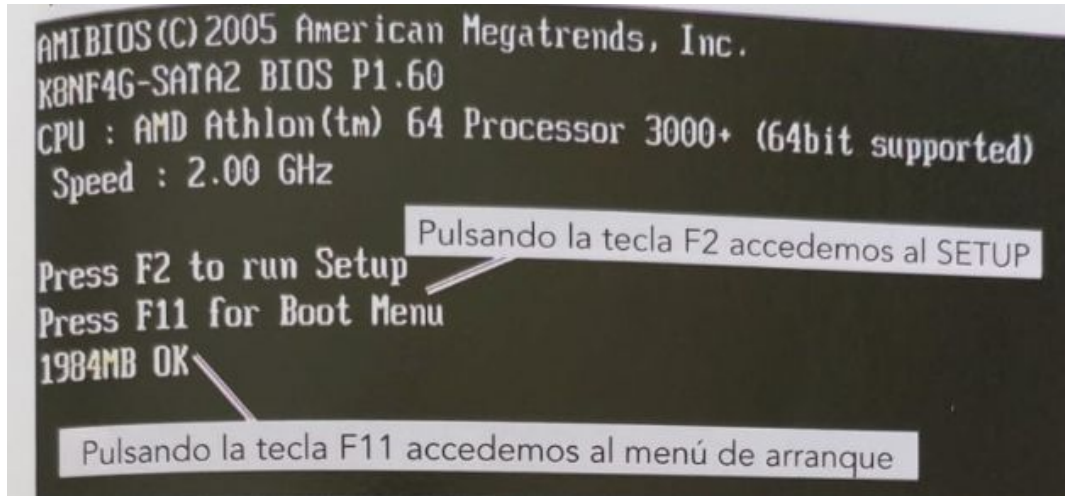 AMIBIOS(C)2005 American Megatrends, Inc.
K8NF4G-SATA2 BIOS P1.60
CPU : AMD Athlon(tm) 64 Processor 3000+ (64bit supported)
Speed : 2.00 GHz
Pulsando la tecla F2 accedemos al SETUP
Press F2 to run Setup
Press F11 for Boot Menu
1984MB OK
Pulsando la tecla F11 accedemos al menú de arranque